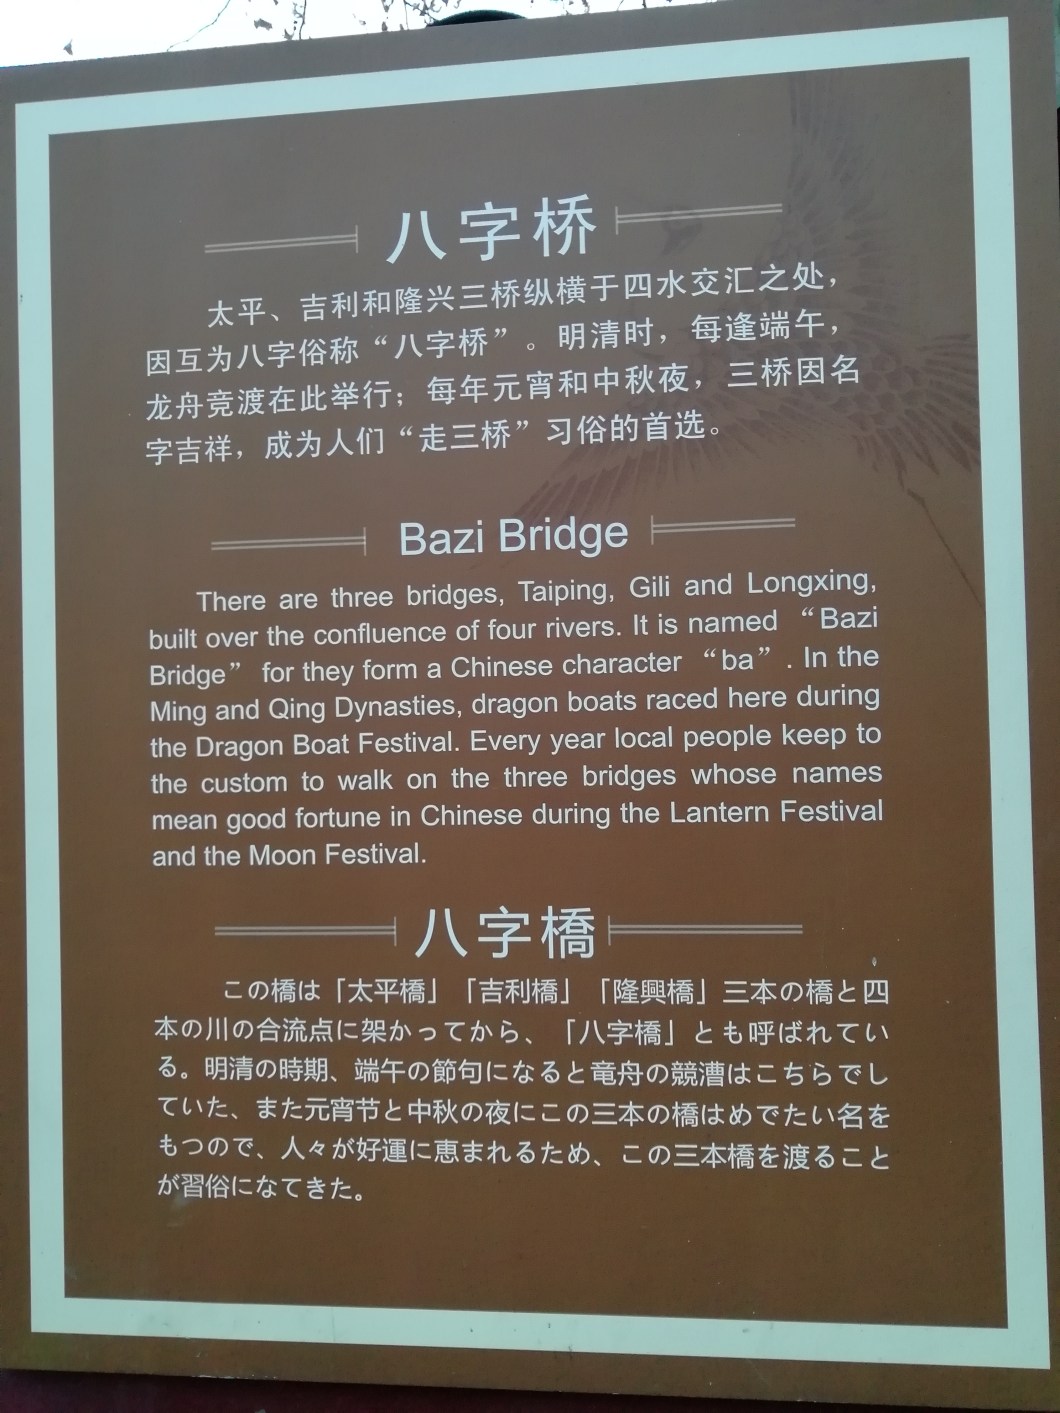 八字桥
太平、吉利和隆兴三桥纵横于四水交汇之处，
因互为八字俗称“八字桥”。明清时，每逢端午，
龙舟竞渡在此举行；每年元宵和中秋夜，三桥因名
字吉祥，成为人们“走三桥”习俗的首选。
Bazi Bridge
There are three bridges, Taiping, Gili and Longxing,
built over the confluence of four rivers. It is named “Bazi
Bridge” for they form a Chinese character “ba”. In the
Ming and Qing Dynasties, dragon boats raced here during
the Dragon Boat Festival. Every year local people keep to
the custom to walk on the three bridges whose names
mean good fortune in Chinese during the Lantern Festival
and the Moon Festival.
八字橋
この橋は「太平橋」「吉利橋」「隆興橋」三本の橋と四
本の川の合流点に架かってから、「八字橋」とも呼ばれてい
る。明清の時期、端午の節句になると竜舟の競漕はこちらでし
ていた、また元宵节と中秋の夜にこの三本の橋はめでたい名を
もつので、人々が好運に恵まれるため、この三本橋を渡ること
が習俗になてきた。